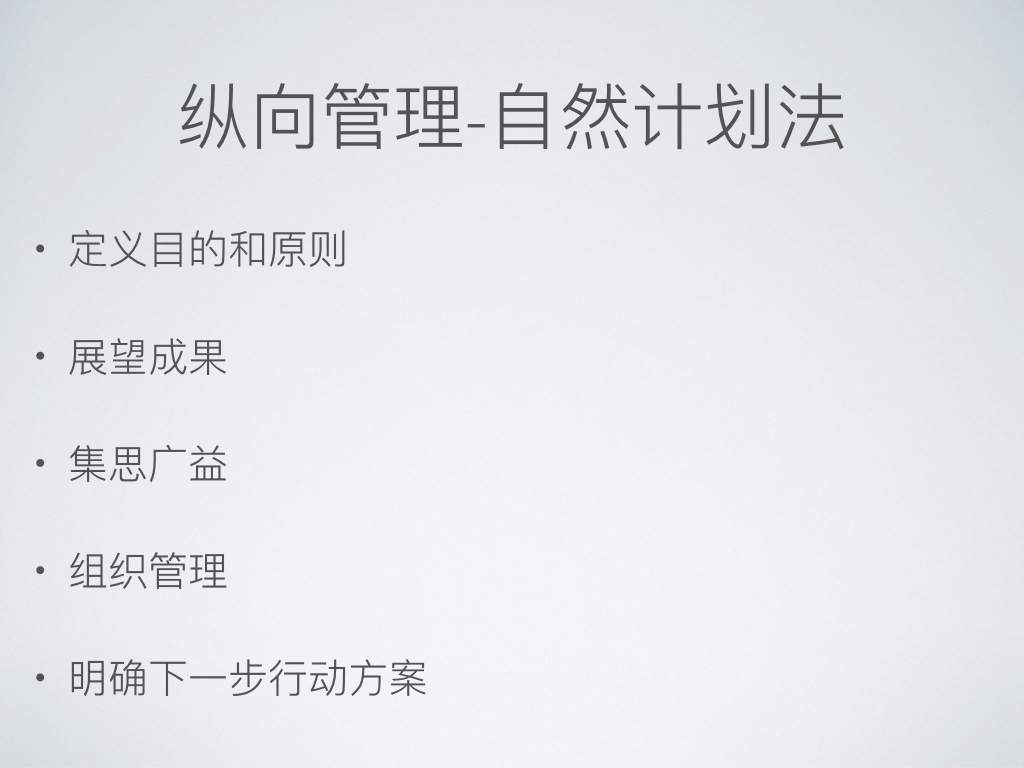 纵向管理-自然计划法
• 定义目的和原则
• 展望成果
• 集思广益
• 组织管理
• 明确下一步行动方案